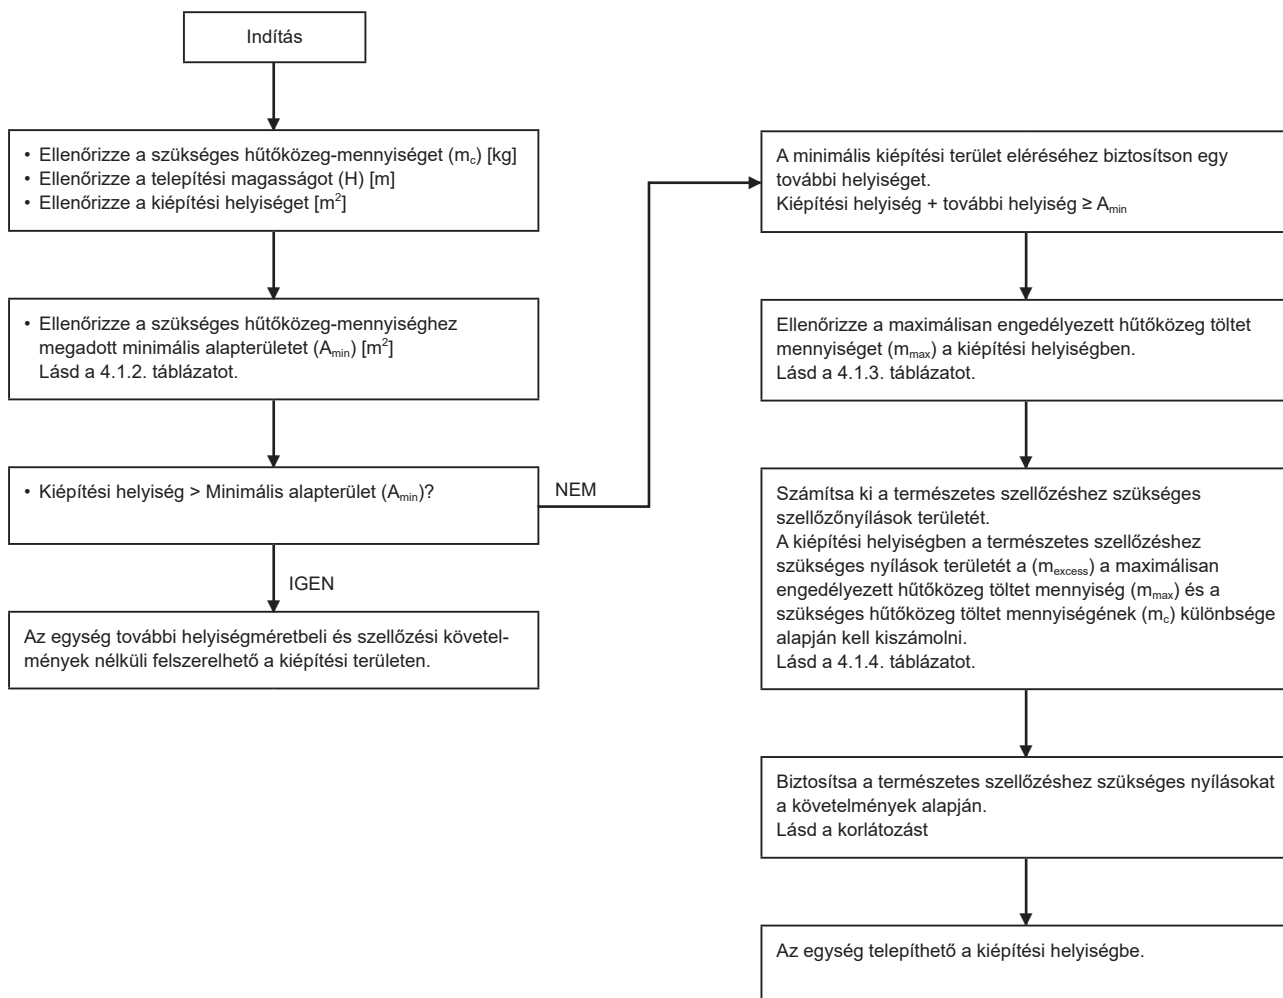 Indítás
• Ellenőrizze a szükséges hűtőközeg-mennyiséget (mc) [kg]
• Ellenőrizze a telepítési magasságot (H) [m]
• Ellenőrizze a kiépítési helyiséget [m2]
• Ellenőrizze a szükséges hűtőközeg-mennyiséghez
megadott minimális alapterületet (Amin) [m2]
Lásd a 4.1.2. táblázatot.
• Kiépítési helyiség > Minimális alapterület (Amin)?
NEM
IGEN
Az egység további helyiségméretbeli és szellőzési követel-
mények nélküli felszerelhető a kiépítési területen.
A minimális kiépítési terület eléréséhez biztosítson egy
további helyiséget.
Kiépítési helyiség + további helyiség ≥ Amin
Ellenőrizze a maximálisan engedélyezett hűtőközeg töltet
mennyiséget (mmax) a kiépítési helyiségben.
Lásd a 4.1.3. táblázatot.
Számítsa ki a természetes szellőzéshez szükséges
szellőzőnyílások területét.
A kiépítési helyiségben a természetes szellőzéshez
szükséges nyílások területét a (mexcess) a maximálisan
engedélyezett hűtőközeg töltet mennyiség (mmax) és a
szükséges hűtőközeg töltet mennyiségének (mc) különbsége
alapján kell kiszámolni.
Lásd a 4.1.4. táblázatot.
Biztosítsa a természetes szellőzéshez szükséges nyílásokat
a követelmények alapján.
Lásd a korlátozást
Az egység telepíthető a kiépítési helyiségbe.